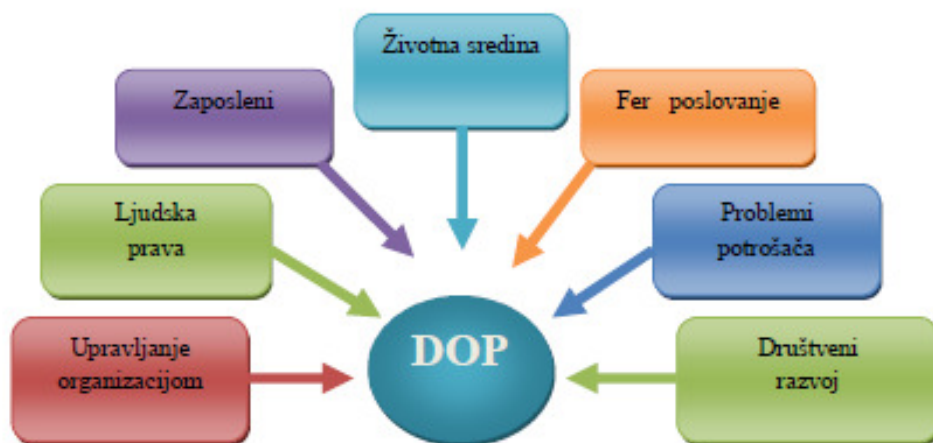 Životna sredina
Zaposleni
Fer poslovanje
Ljudska
prava
Problemi
potrošača
Upravljanje
organizacijom
DOP
Društveni
razvoj